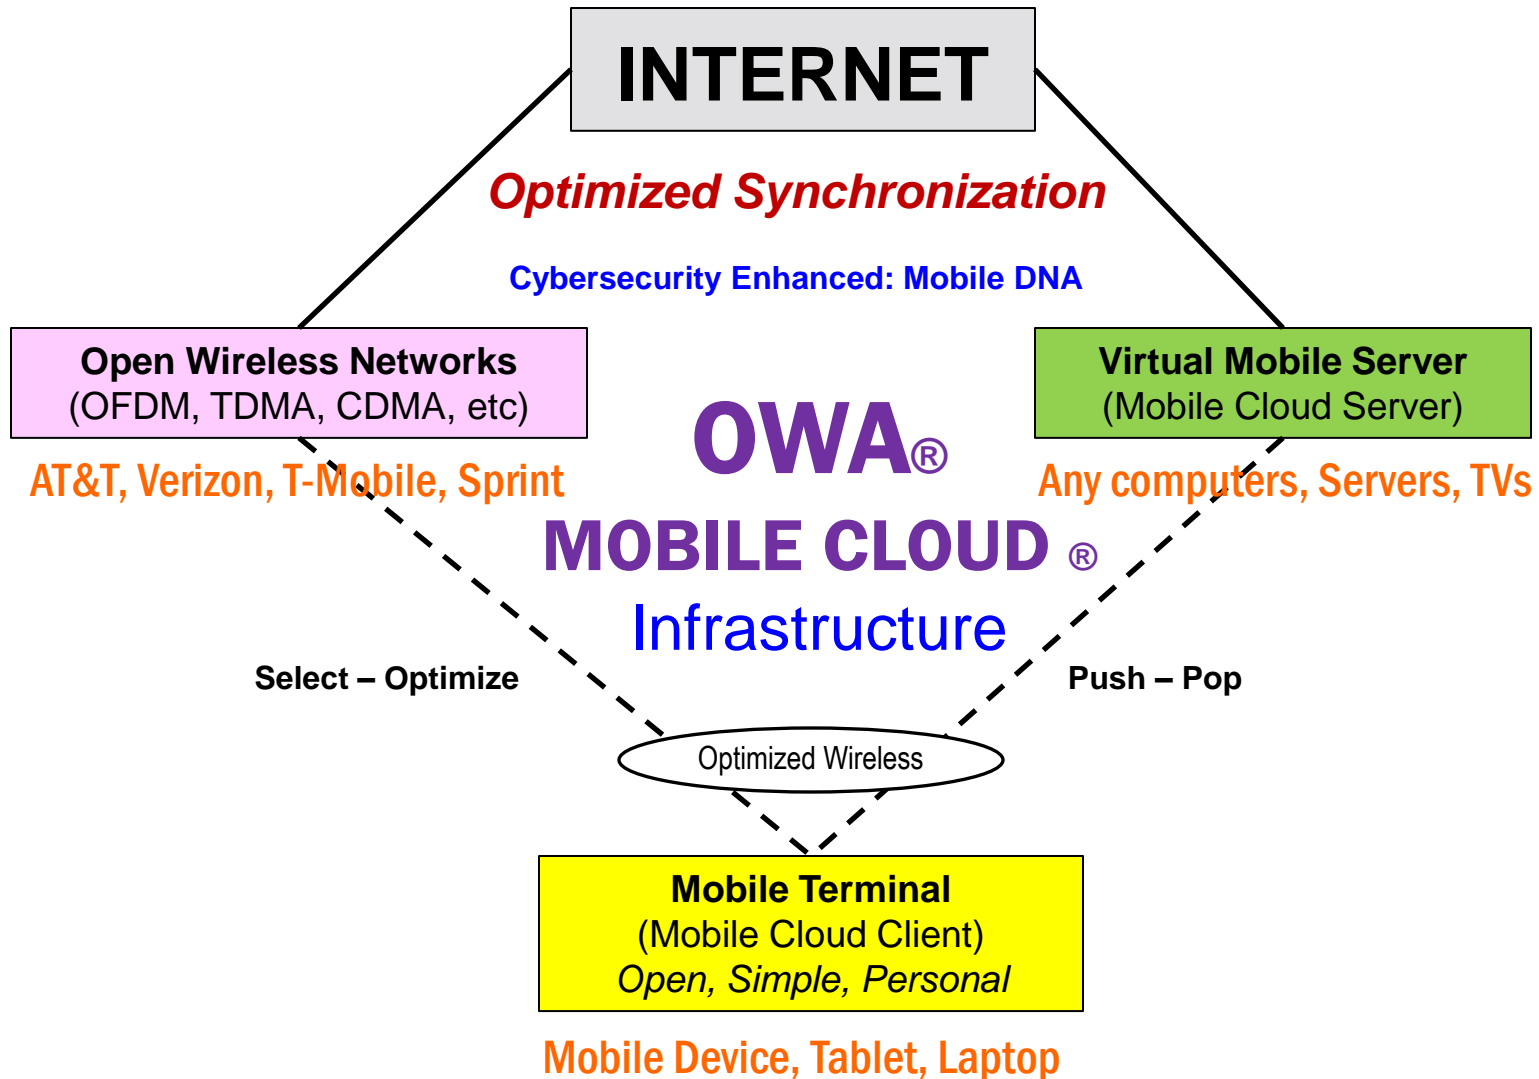 INTERNET
Optimized Synchronization
Cybersecurity Enhanced: Mobile DNA
Open Wireless Networks
(OFDM, TDMA, CDMA, etc)
Virtual Mobile Server
(Mobile Cloud Server)
AT&T, Verizon, T-Mobile, Sprint
OWA®
Any computers, Servers, TVs
MOBILE CLOUD ®
Infrastructure
Select – Optimize
Push – Pop
Optimized Wireless
Mobile Terminal
(Mobile Cloud Client)
Open, Simple, Personal
Mobile Device, Tablet, Laptop